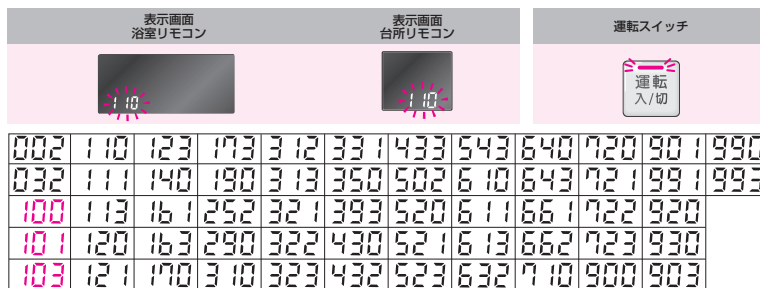 表示画面
浴室リモコン
表示画面
台所リモコン
運転スイッチ
110
110
運転
入/切
002 110 123 173 312 331 433 543 640 720 901 990
032 111 140 190 313 350 502 610 643 721 991 993
100 113 161 252 321 393 520 611 661 722 920
101 120 163 290 322 430 521 613 662 723 930
103 121 170 310 323 432 523 632 710 900 903